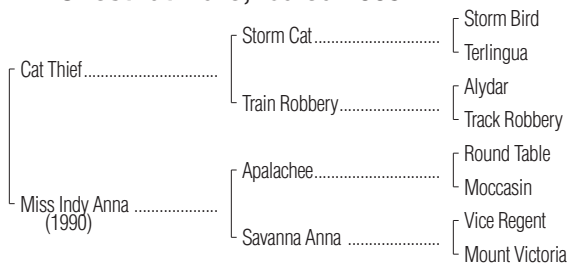 Storm Bird
Storm Cat
Terlingua
Cat Thief
Alydar
Train Robbery
Track Robbery
Round Table
Apalachee
Moccasin
Miss Indy Anna
(1990)
Vice Regent
Savanna Anna
Mount Victoria